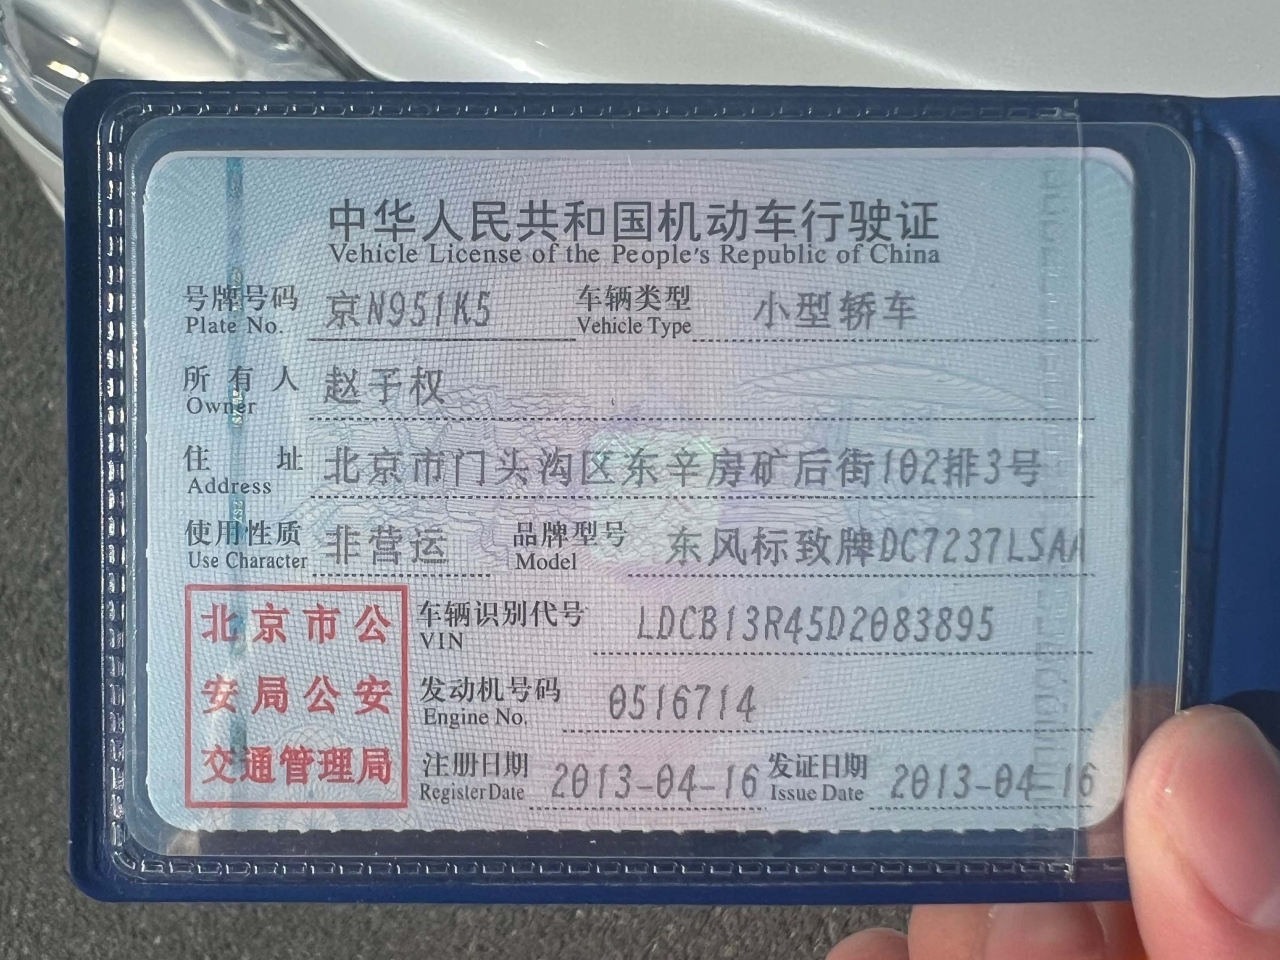 中华人民共和国机动车行驶证
Vehicle License of the People's Republic of China
号牌号码 京N951K5 车辆类型 小型轿车
Plate No. Vehicle Type
所有人 赵予权
Owner
住址 北京市门头沟区东辛房矿后街102排3号
Address
使用性质 非营运 品牌型号 东风标致牌DC7237LSAA
Use Character Model
北京市公
安局公安
交通管理局
车辆识别代号 LDCB13R45D2083895
VIN
发动机号码 0516714
Engine No.
注册日期 2013-04-16 发证日期 2013-04-16
Register Date Issue Date